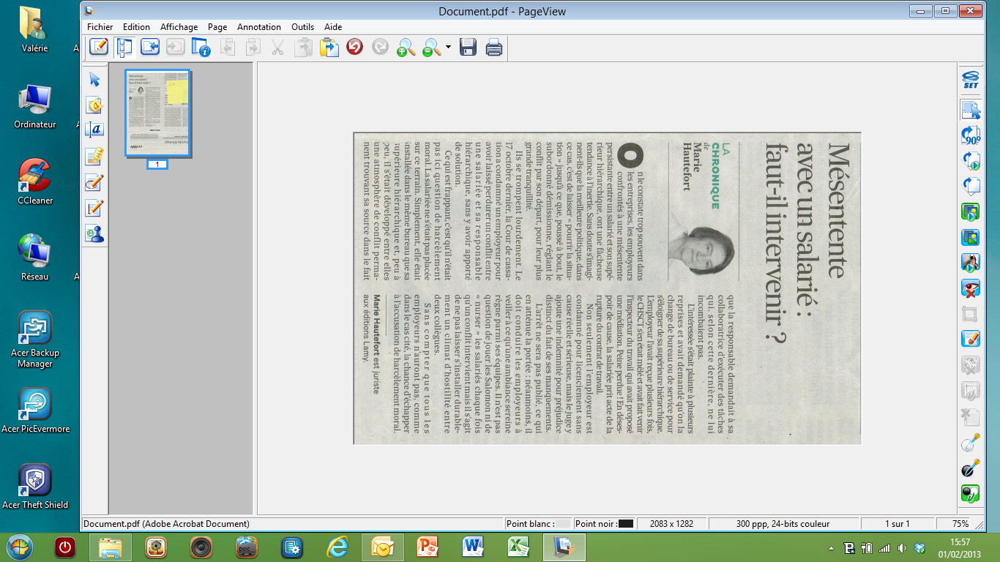 Document.pdf - PageView
Fichier Edition Affichage Page Annotation Outils Aide
Valérie
Ordinateur
CCleaner
Réseau
Acer Backup
Manager
Acer PicEvermore
Acer Theft Shield
1
SET
90°
Mésentente
avec un salarié :
faut-il intervenir ?
LA
CHRONIQUE
de
Marie
Hautefort
On le constate trop souvent dans
les entreprises, les employeurs
confrontés à une mésentente
persistante entre un salarié et son supé-
rieur hiérarchique, ont une fâcheuse
tendance à l'inertie. Sans doute s'imagi-
nent-ils que la meilleure politique, dans
ce cas, c'est de laisser « pourrir la situa-
tion » jusqu'à ce que, poussé à bout, le
subordonné démissionne, réglant le
conflit par son départ, pour leur plus
grande tranquillité.
Ils se trompent lourdement. Le
17 octobre dernier, la Cour de cassa-
tion a condamné un employeur pour
avoir laisser perdurer un conflit entre
une salariée et sa responsable
hiérarchique, sans y avoir apporté
de solution.
Ce qui est frappant, c'est qu'il n'était
pas ici question de harcèlement
moral. La salariée ne s'était pas placée
sur ce terrain. Simplement, elle était
installée dans le même bureau que sa
supérieure hiérarchique et, peu à
peu, il s'était développé entre elles
une atmosphère de conflit perma-
nent trouvant sa source dans le fait
que la responsable demandait à sa
collaboratrice d'exécuter des tâches
qui, selon cette dernière, ne lui
incombaient pas.
L'intéressée s'était plainte à plusieurs
reprises et avait demandé qu'on la
change de bureau ou de service pour
s'éloigner de sa supérieure hiérarchique.
L'employeur l'avait reçue plusieurs fois,
le CHSCT s'en était mêlé et avait fait venir
l'inspecteur du travail qui avait proposé
une médiation. Peine perdue ! En déses-
poir de cause, la salariée prit acte de la
rupture du contrat de travail.
Non seulement l'employeur est
condamné pour licenciement sans
cause réelle et sérieuse, mais le juge y
ajoute une indemnité pour préjudice
distinct du fait de ses manquements.
L'arrêt ne sera pas publié, ce qui
en atténue la portée : néanmoins, il
doit conduire les employeurs à
veiller à ce qu'une ambiance sereine
règne parmi ses équipes. Il n'est pas
question de jouer les Salomon ni de
« nurser » les salariés chaque fois
qu'un conflit intervient mais il s'agit
de ne pas laisser s'installer durable-
ment un climat d'hostilité entre
deux collègues.
Sans compter que tous les
employeurs n'auront pas, comme
dans le cas cité, la chance d'échapper
à l'accusation de harcèlement moral.
Marie Hautefort est juriste
aux éditions Lamy.
Document.pdf (Adobe Acrobat Document)
Point blanc :
Point noir :
2083 x 1282
300 ppp, 24-bits couleur
1 sur 1
75%
15:57
01/02/2013